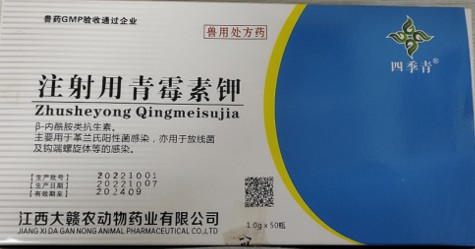 兽药GMP验收通过企业
兽用处方药
四季青®
注射用青霉素钾
Zhusheyong Qingmeisujia
β-内酰胺类抗生素。
主要用于革兰氏阳性菌感染，亦用于放线菌
及钩端螺旋体等的感染。
【生产批号】 20221001
【生产日期】 20221007
【有效期至】 202409
江西大赣农动物药业有限公司
JIANG XI DA GAN NONG ANIMAL PHARMACEUTICAL CO.,LTD
1.0g×50瓶